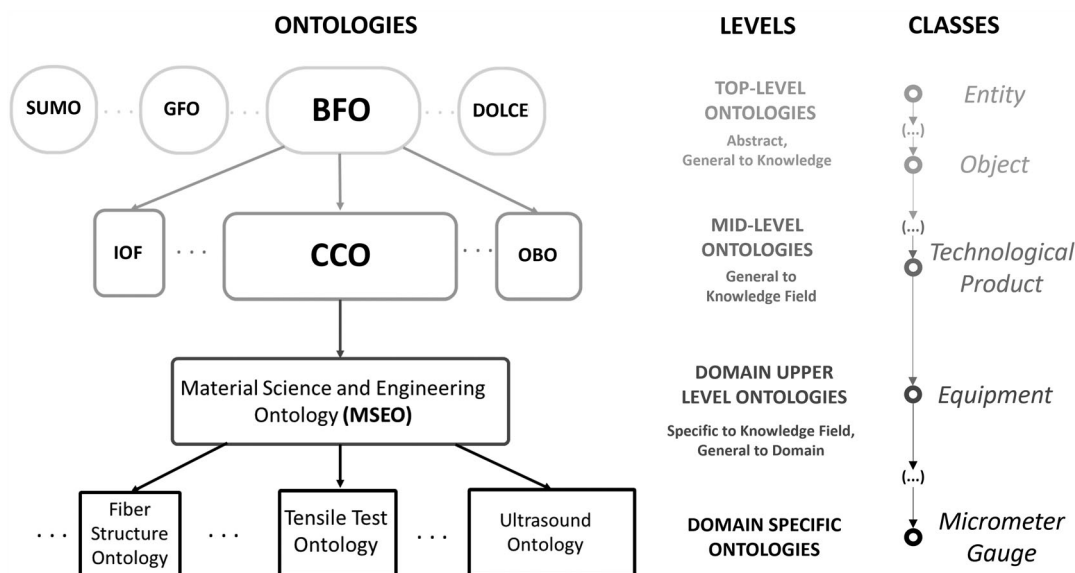 ONTOLOGIES
LEVELS
CLASSES
SUMO
GFO
BFO
DOLCE
TOP-LEVEL
ONTOLOGIES
Abstract,
General to Knowledge
Entity
(...)
Object
IOF
CCO
OBO
MID-LEVEL
ONTOLOGIES
General to
Knowledge Field
(...)
Technological
Product
Material Science and Engineering
Ontology (MSEO)
DOMAIN UPPER
LEVEL ONTOLOGIES
Specific to Knowledge Field,
General to Domain
Equipment
(...)
Fiber
Structure
Ontology
Tensile Test
Ontology
Ultrasound
Ontology
DOMAIN SPECIFIC
ONTOLOGIES
Micrometer
Gauge